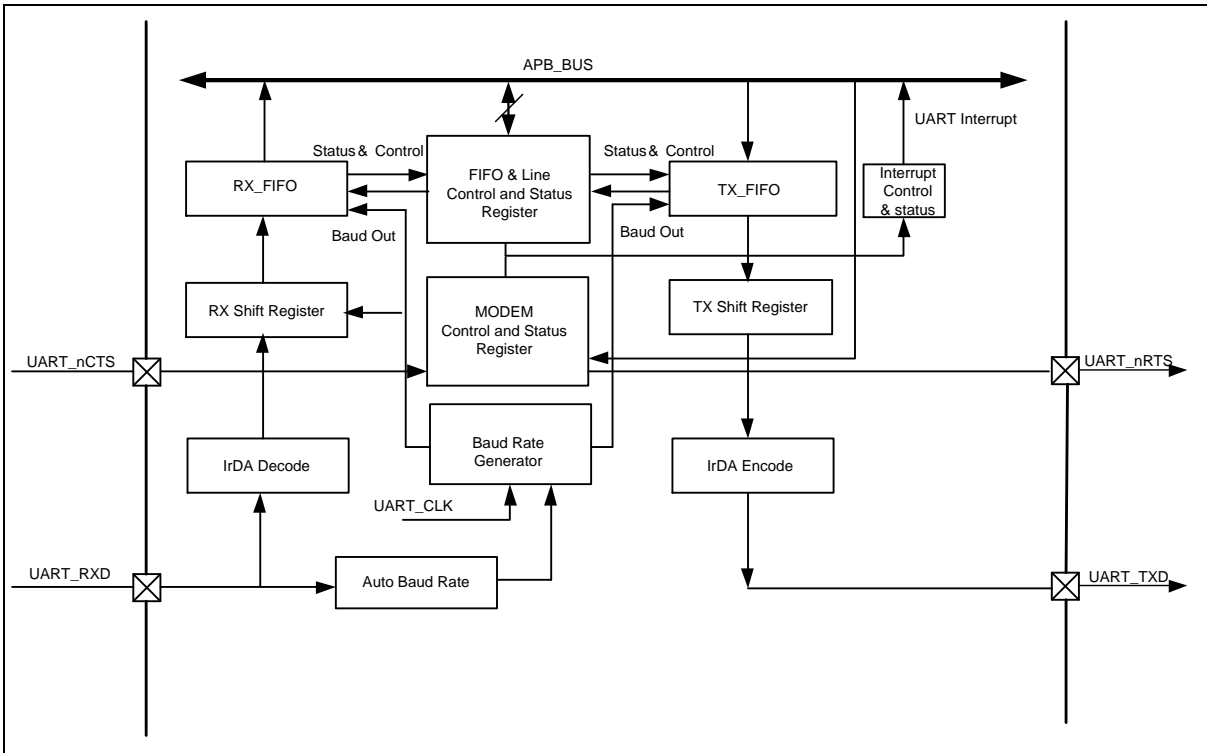 APB_BUS
UART Interrupt
Status & Control
Status & Control
RX_FIFO
FIFO & Line
Control and Status
Register
TX_FIFO
Interrupt
Control
& status
Baud Out
Baud Out
RX Shift Register
MODEM
Control and Status
Register
TX Shift Register
UART_nCTS
UART_nRTS
IrDA Decode
Baud Rate
Generator
IrDA Encode
UART_CLK
UART_RXD
Auto Baud Rate
UART_TXD